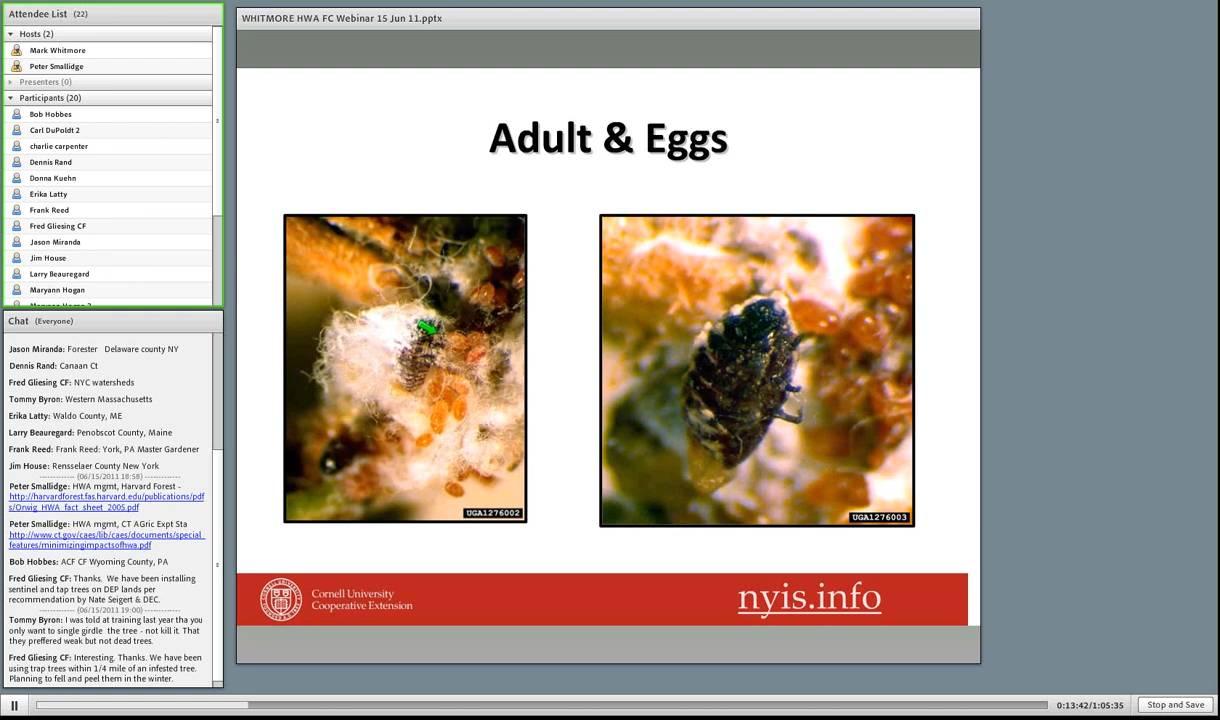 Attendee List (22)
Hosts (2)
Mark Whitmore
Peter Smallidge
Presenters (0)
Participants (20)
Bob Hobbes
Carl DuPoldt 2
charlie carpenter
Dennis Rand
Donna Kuehn
Erika Latty
Frank Reed
Fred Gliesing CF
Jason Miranda
Jim House
Larry Beauregard
Maryann Hogan
Chat (Everyone)
Jason Miranda: Forester Delaware county NY
Dennis Rand: Canaan Ct
Fred Gliesing CF: NYC watersheds
Tommy Byron: Western Massachusetts
Erika Latty: Waldo County, ME
Larry Beauregard: Penobscot County, Maine
Frank Reed: Frank Reed: York, PA Master Gardener
Jim House: Rensselaer County New York
------------ (06/15/2011 18:58) ------------
Peter Smallidge: HWA mgmt, Harvard Forest -
http://harvardforest.fas.harvard.edu/publications/pdf
s/Orwig_HWA_fact_sheet_2005.pdf
Peter Smallidge: HWA mgmt, CT AGric Expt Sta
http://www.ct.gov/caes/lib/caes/documents/special_
features/minimizingimpactsofhwa.pdf
Bob Hobbes: ACF CF Wyoming County, PA
Fred Gliesing CF: Thanks. We have been installing
sentinel and tap trees on DEP lands per
recommendation by Nate Seigert & DEC.
------------ (06/15/2011 19:00) ------------
Tommy Byron: I was told at training last year tha you
only want to single girdle the tree - not kill it. That
they preffered weak but not dead trees.
Fred Gliesing CF: Interesting. Thanks. We have been
using trap trees within 1/4 mile of an infested tree.
Planning to fell and peel them in the winter.
WHITMORE HWA FC Webinar 15 Jun 11.pptx
Adult & Eggs
UGA1276002
UGA1276003
Cornell University
Cooperative Extension
nyis.info
0:13:42/1:05:35
Stop and Save